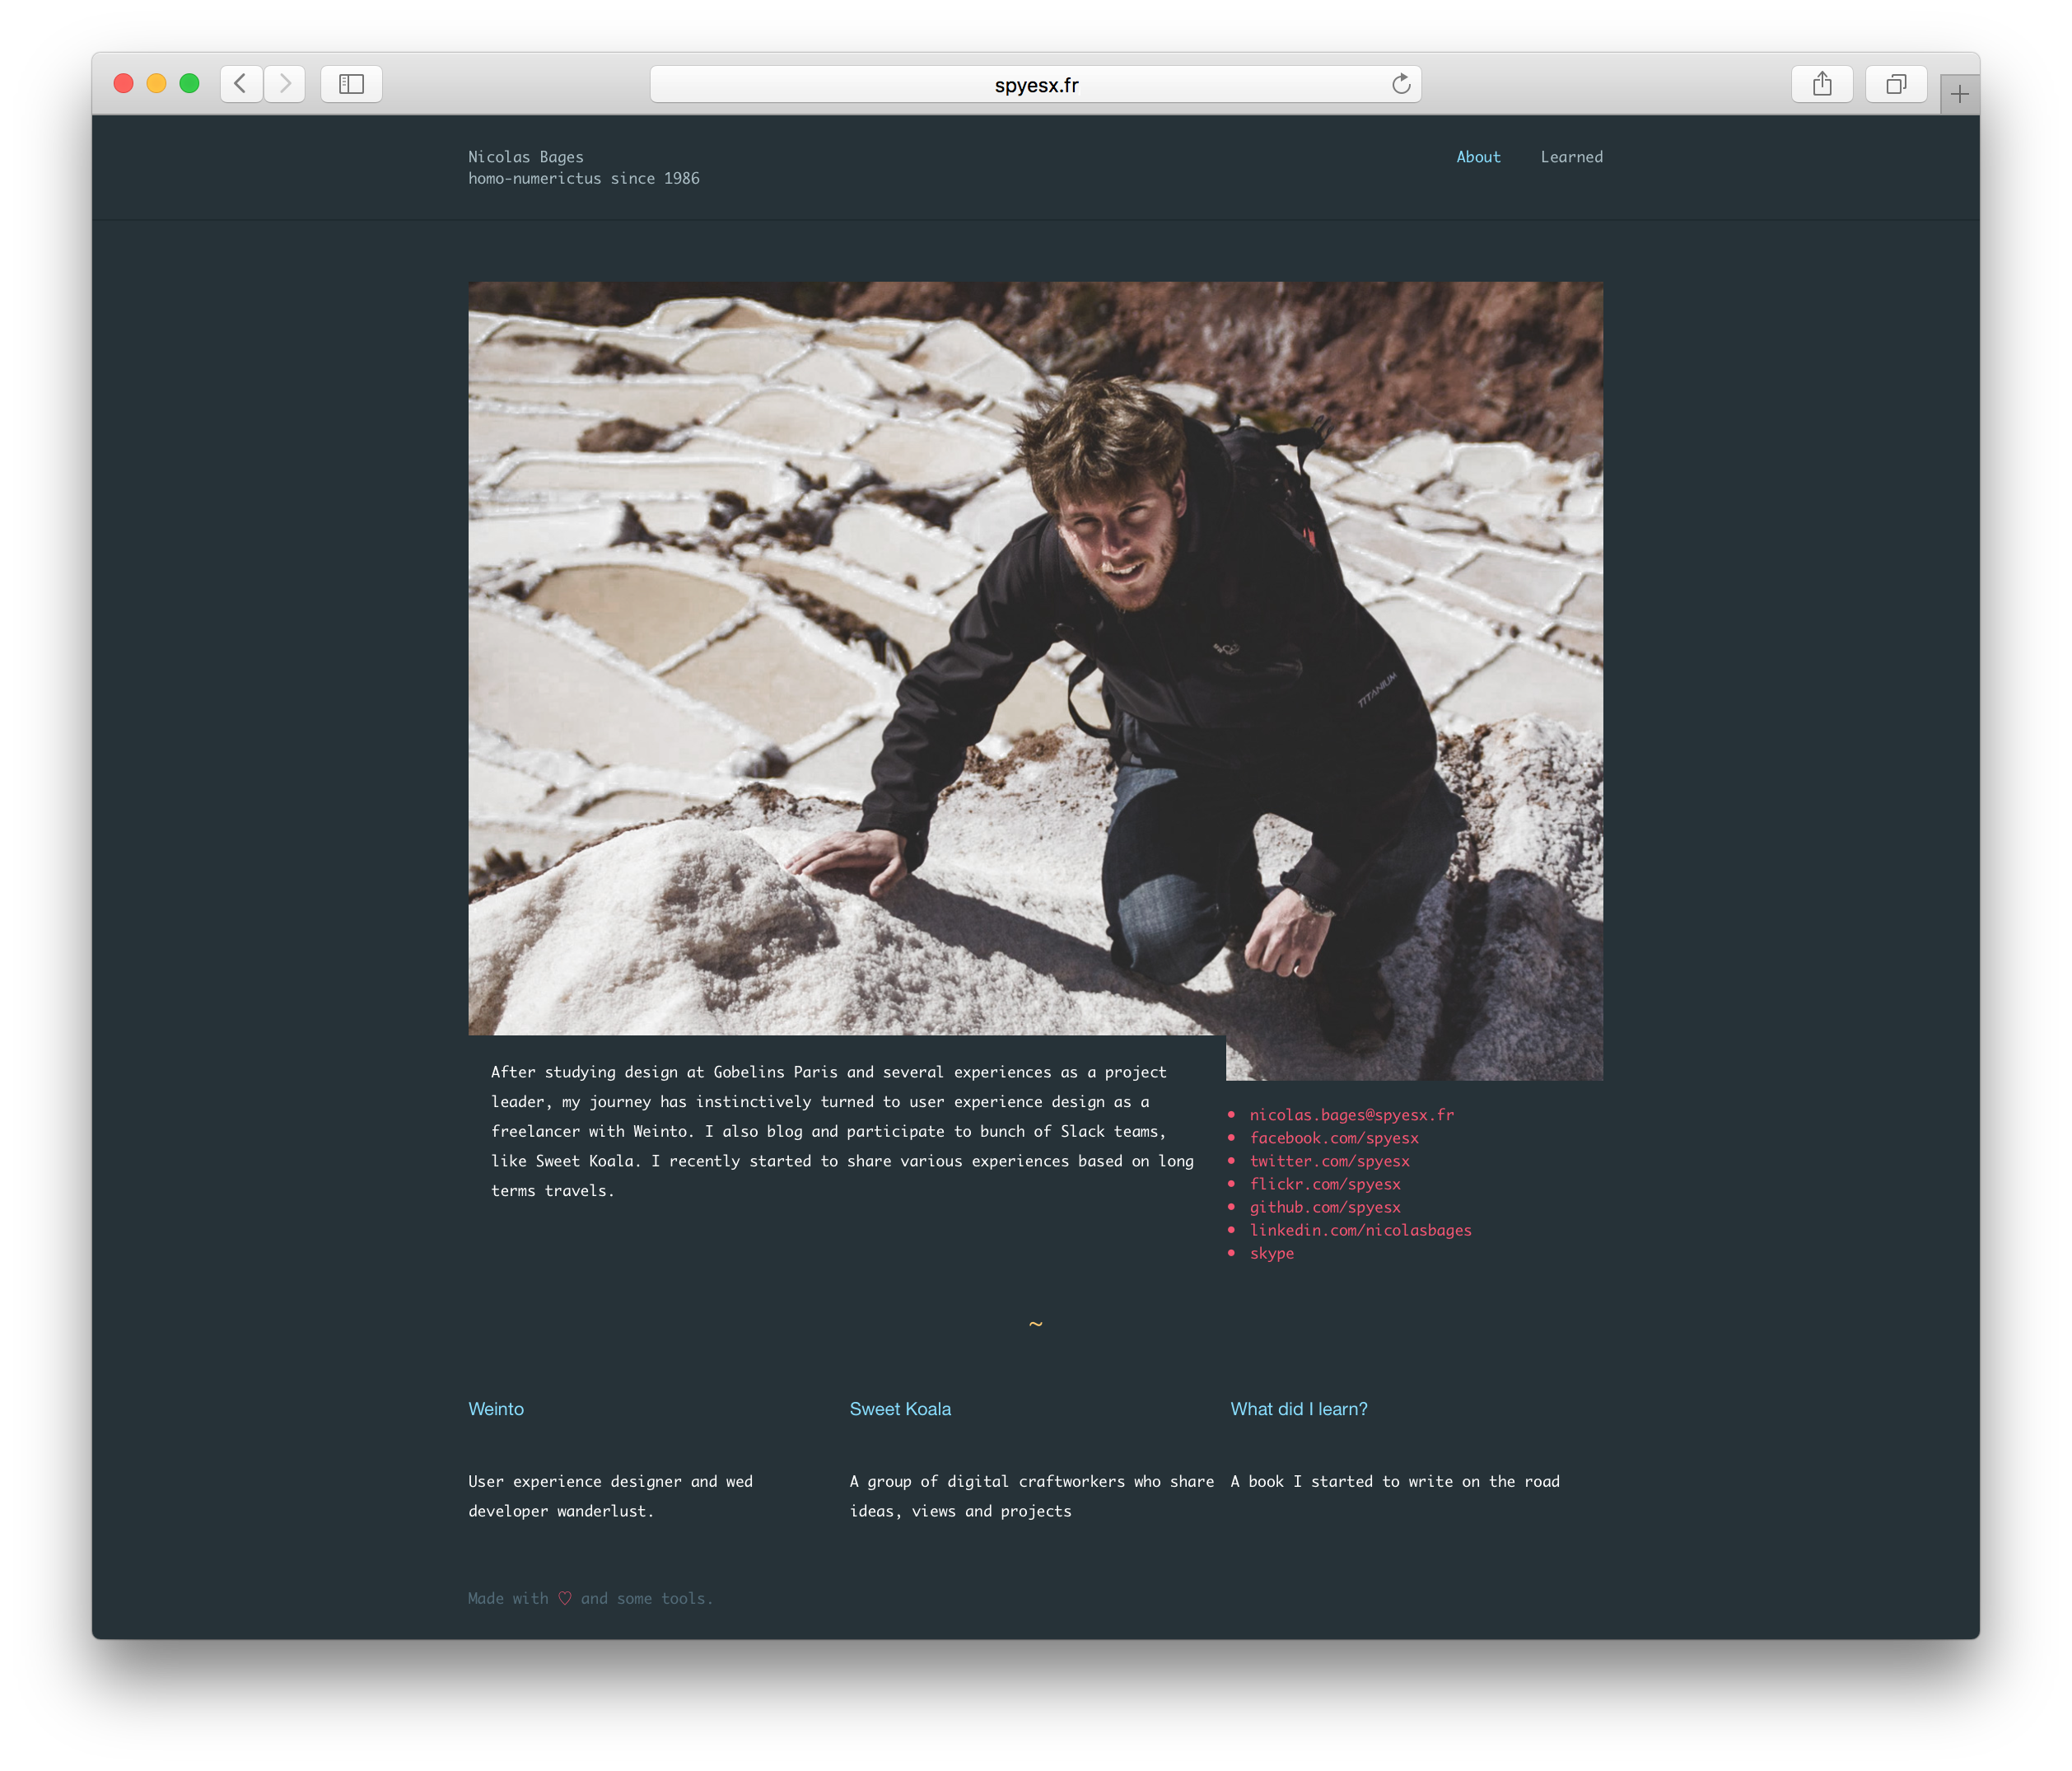 spyesx.fr
Nicolas Bages
homo-numerictus since 1986
About
Learned
TITANIUM
After studying design at Gobelins Paris and several experiences as a project
leader, my journey has instinctively turned to user experience design as a
freelancer with Weinto. I also blog and participate to bunch of Slack teams,
like Sweet Koala. I recently started to share various experiences based on long
terms travels.
nicolas.bages@spyesx.fr
facebook.com/spyesx
twitter.com/spyesx
flickr.com/spyesx
github.com/spyesx
linkedin.com/nicolasbages
skype
~
Weinto
User experience designer and wed
developer wanderlust.
Sweet Koala
A group of digital craftworkers who share
ideas, views and projects
What did I learn?
A book I started to write on the road
Made with ♡ and some tools.